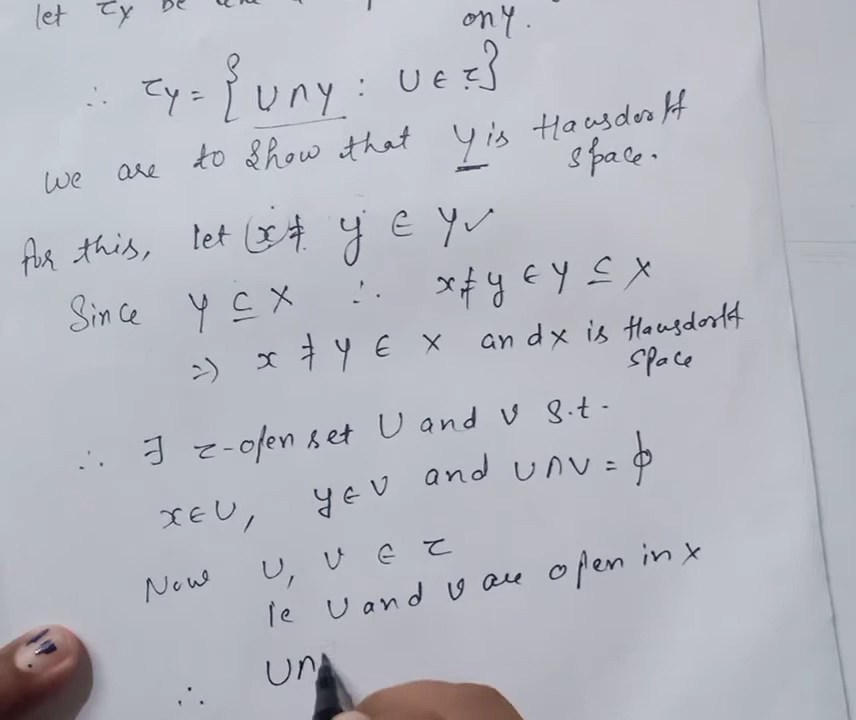 let τy be
on Y.
∴ τy = { U∩Y : U ∈ τ }
We are to show that Y is Hausdorff space.
for this, let x ≠ y ∈ Y ✓
Since Y ⊆ X ∴ x ≠ y ∈ Y ⊆ X
=) x ≠ y ∈ X and X is Hausdorff space
∴ ∃ τ-open set U and V s.t.
x∈U, y∈V and U∩V = ϕ
Now U, V ∈ τ
ie U and V are open in X
∴ U∩